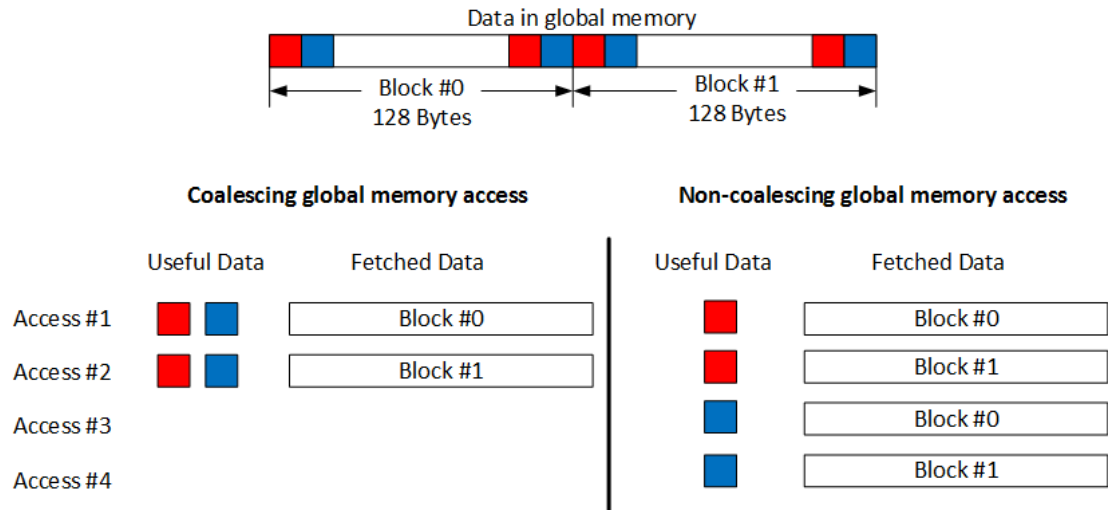 Data in global memory
Block #0 Block #1
128 Bytes 128 Bytes
Coalescing global memory access Non-coalescing global memory access
Useful Data Fetched Data Useful Data Fetched Data
Access #1 Block #0 Block #0
Access #2 Block #1 Block #1
Access #3 Block #0
Access #4 Block #1